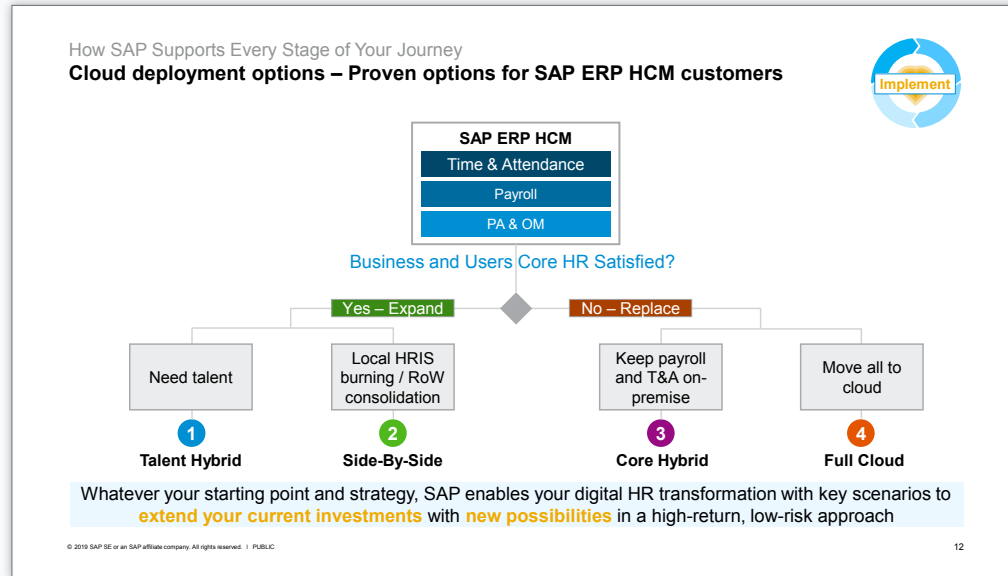 How SAP Supports Every Stage of Your Journey
Cloud deployment options – Proven options for SAP ERP HCM customers
Implement
SAP ERP HCM
Time & Attendance
Payroll
PA & OM
Business and Users Core HR Satisfied?
Yes – Expand
No – Replace
Need talent
Local HRIS
burning / RoW
consolidation
Keep payroll
and T&A on-
premise
Move all to
cloud
1
2
3
4
Talent Hybrid
Side-By-Side
Core Hybrid
Full Cloud
Whatever your starting point and strategy, SAP enables your digital HR transformation with key scenarios to
extend your current investments with new possibilities in a high-return, low-risk approach
© 2019 SAP SE or an SAP affiliate company. All rights reserved. I PUBLIC
12